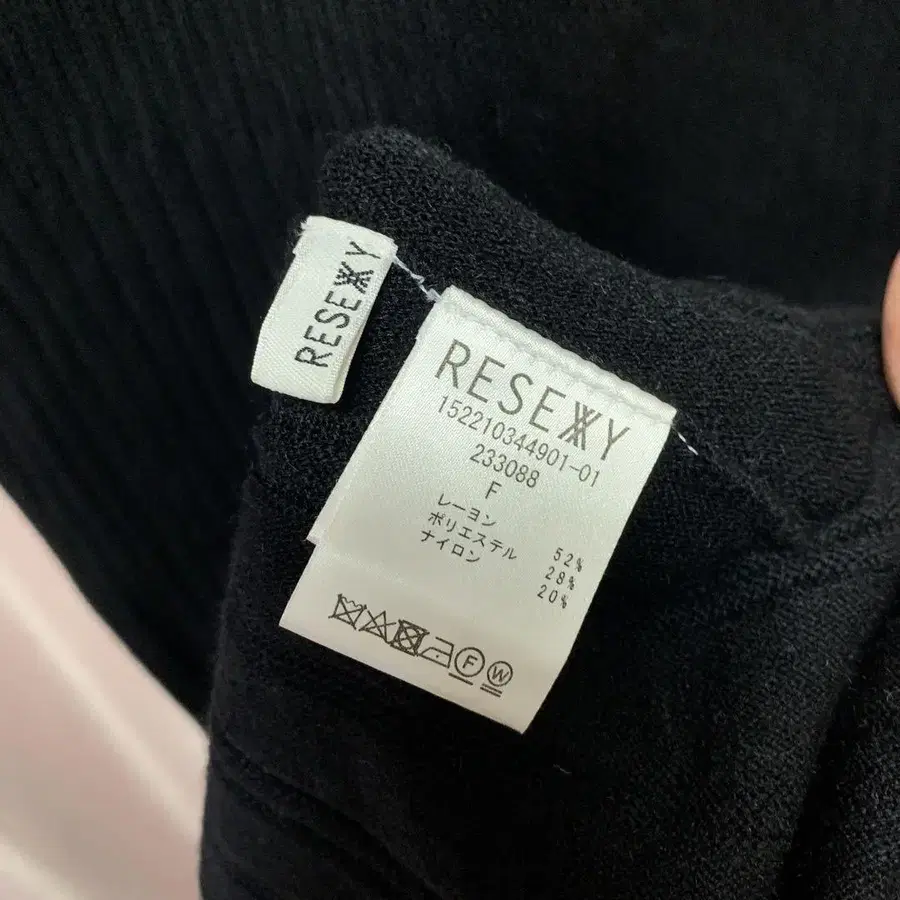 RESEXXY
RESEXXY
152210344901-01
233088
F
レーヨン 52%
ポリエステル 28%
ナイロン 20%
F W